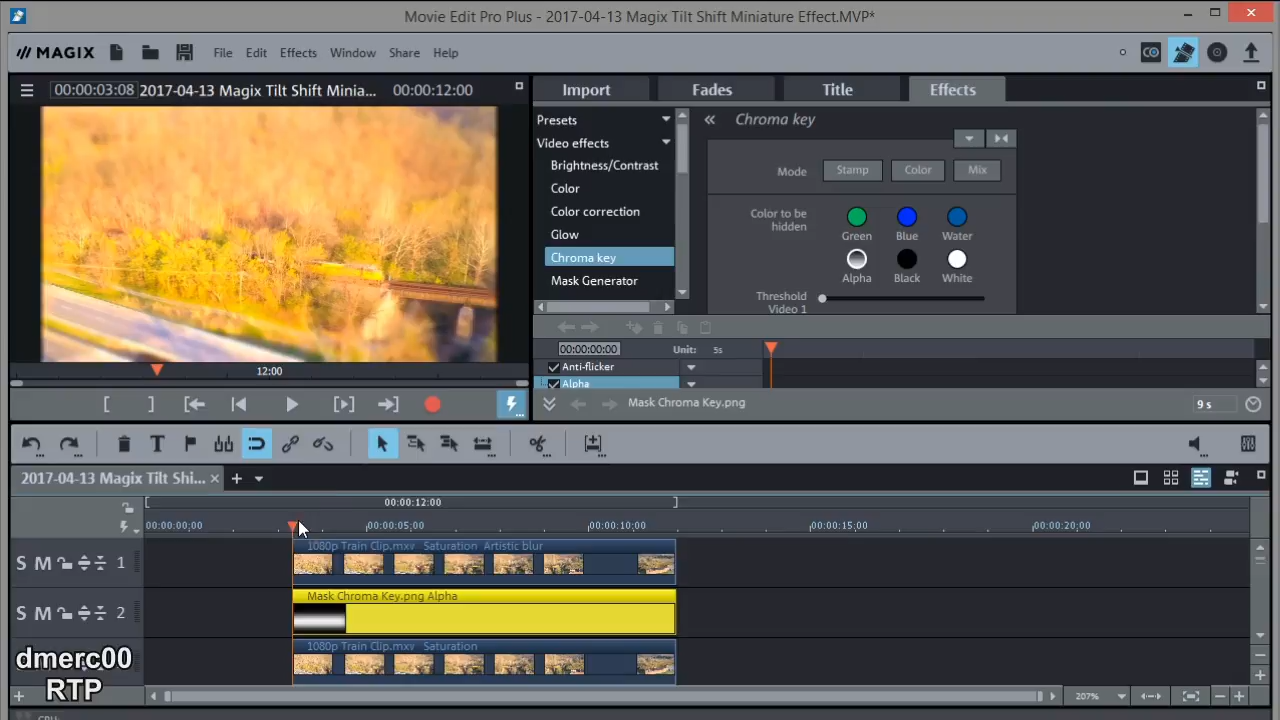 Movie Edit Pro Plus - 2017-04-13 Magix Tilt Shift Miniature Effect.MVP*
MAGIX
File Edit Effects Window Share Help
00:00:03:08 2017-04-13 Magix Tilt Shift Minia... 00:00:12:00
Import Fades Title Effects
Presets
Video effects
Brightness/Contrast
Color
Color correction
Glow
Chroma key
Mask Generator
Chroma key
Mode Stamp Color Mix
Color to be hidden
Green Blue Water
Alpha Black White
Threshold
Video 1
12:00
00:00:00:00 Unit: 5s
Anti-flicker
Alpha
Mask Chroma Key.png 9 s
2017-04-13 Magix Tilt Shi...
00:00:12:00
00:00:00;00 00:00:05;00 00:00:10;00 00:00:15;00 00:00:20;00
S M 1
1080p Train Clip.mxv Saturation Artistic blur
S M 2
Mask Chroma Key.png Alpha
1080p Train Clip.mxv Saturation
dmerc00
RTP
207%